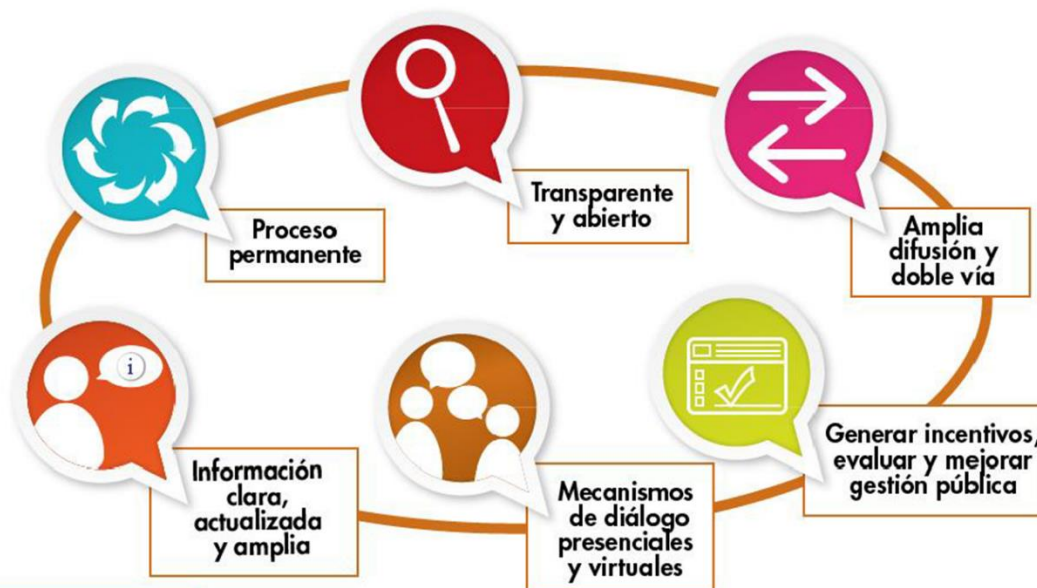 Proceso
permanente
Transparente
y abierto
Amplia
difusión y
doble vía
i
Información
clara,
actualizada
y amplia
Mecanismos
de diálogo
presenciales
y virtuales
Generar incentivos,
evaluar y mejorar
gestión pública